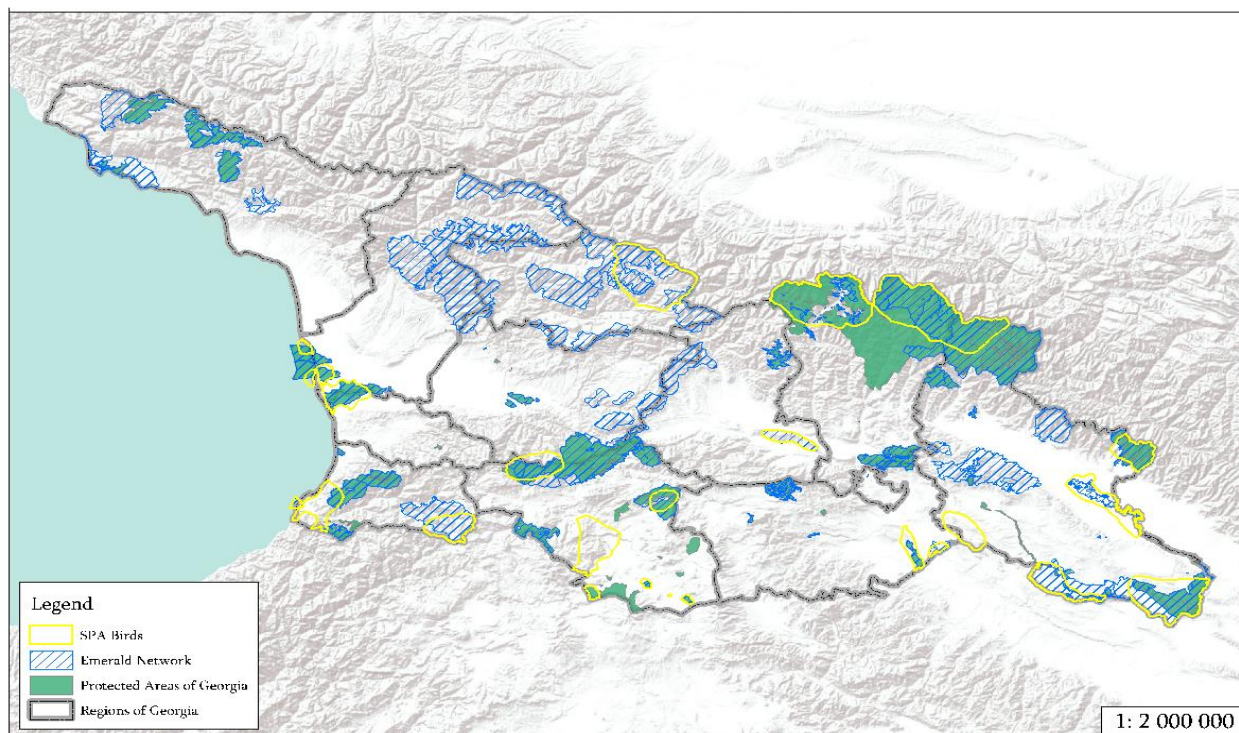 Legend
SPA Birds
Emerald Network
Protected Areas of Georgia
Regions of Georgia
1: 2 000 000